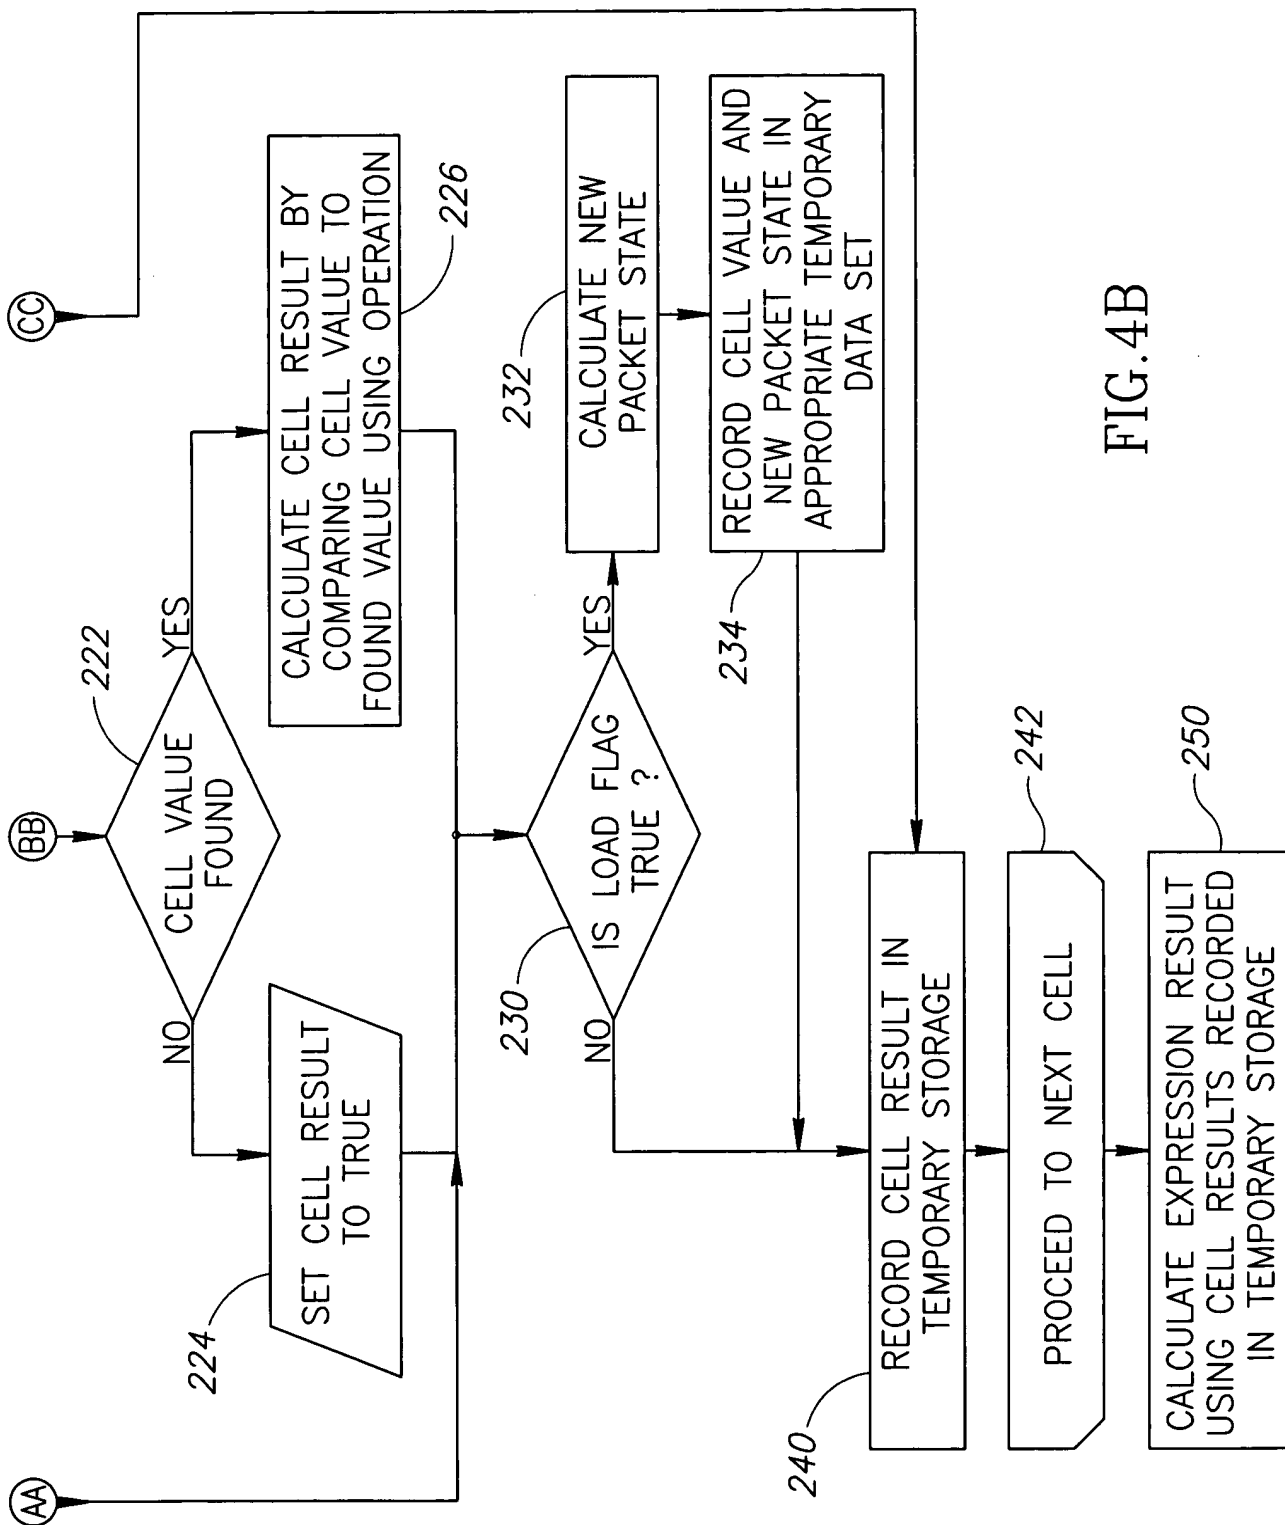 AA
BB
CC
222
CELL VALUE
FOUND
NO
YES
224
SET CELL RESULT
TO TRUE
CALCULATE CELL RESULT BY
COMPARING CELL VALUE TO
FOUND VALUE USING OPERATION
226
230
IS LOAD FLAG
TRUE ?
NO
YES
232
CALCULATE NEW
PACKET STATE
234
RECORD CELL VALUE AND
NEW PACKET STATE IN
APPROPRIATE TEMPORARY
DATA SET
240
RECORD CELL RESULT IN
TEMPORARY STORAGE
242
PROCEED TO NEXT CELL
250
CALCULATE EXPRESSION RESULT
USING CELL RESULTS RECORDED
IN TEMPORARY STORAGE
FIG.4B